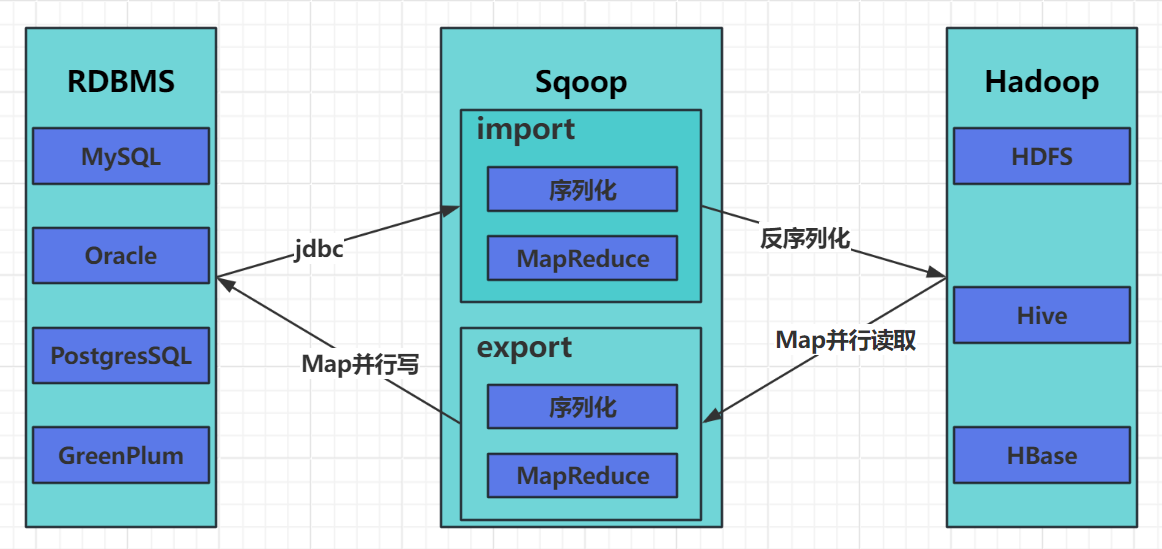 RDBMS
MySQL
Oracle
PostgresSQL
GreenPlum
jdbc
Map并行写
Sqoop
import
序列化
MapReduce
export
序列化
MapReduce
反序列化
Map并行读取
Hadoop
HDFS
Hive
HBase